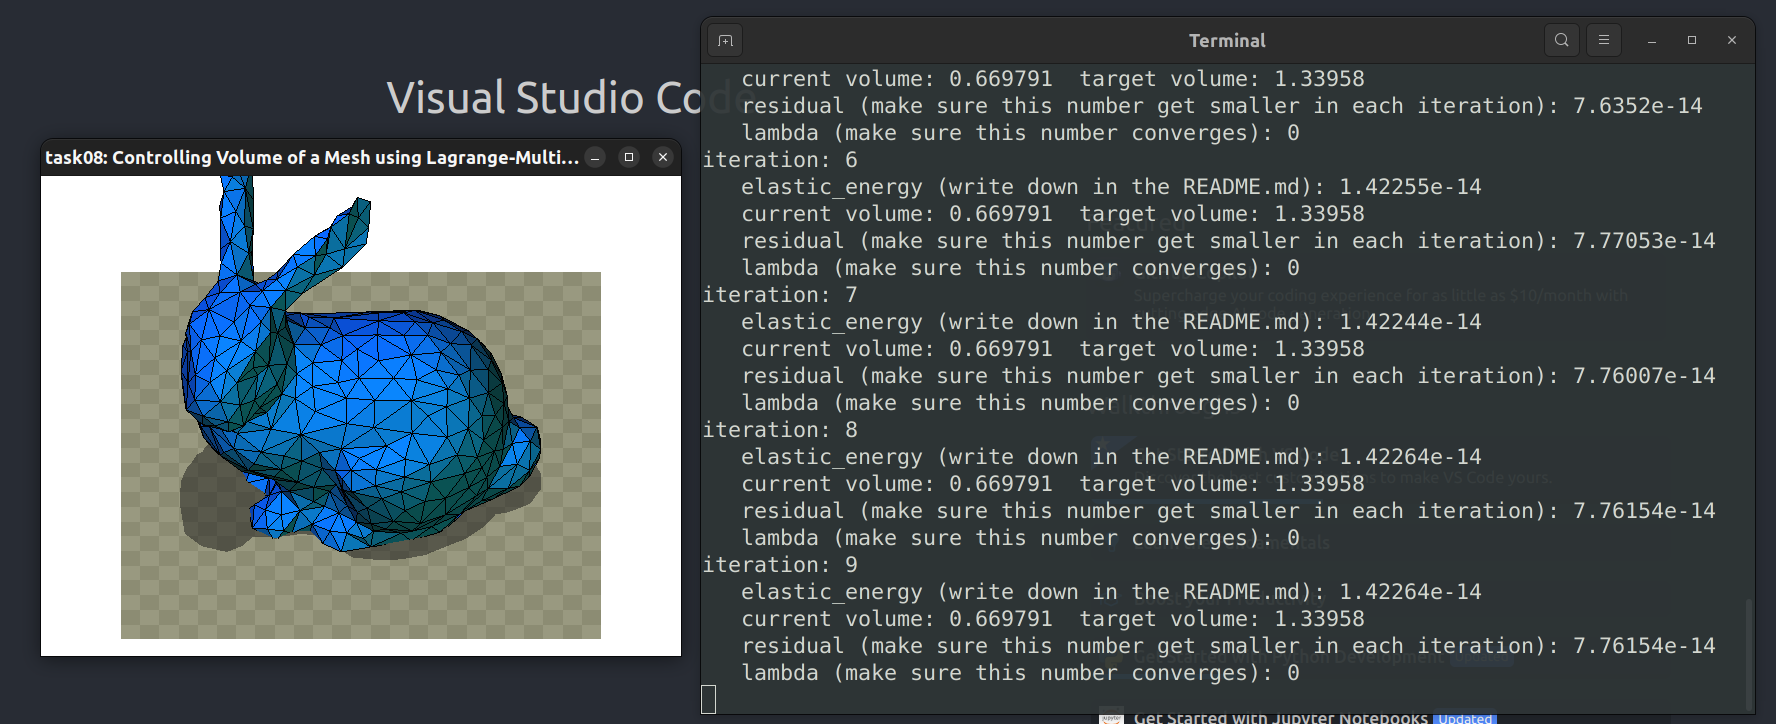 Visual Studio Code
task08: Controlling Volume of a Mesh using Lagrange-Multi...
Terminal
current volume: 0.669791 target volume: 1.33958
residual (make sure this number get smaller in each iteration): 7.6352e-14
lambda (make sure this number converges): 0
iteration: 6
elastic_energy (write down in the README.md): 1.42255e-14
current volume: 0.669791 target volume: 1.33958
residual (make sure this number get smaller in each iteration): 7.77053e-14
lambda (make sure this number converges): 0
iteration: 7
elastic_energy (write down in the README.md): 1.42244e-14
current volume: 0.669791 target volume: 1.33958
residual (make sure this number get smaller in each iteration): 7.76007e-14
lambda (make sure this number converges): 0
iteration: 8
elastic_energy (write down in the README.md): 1.42264e-14
current volume: 0.669791 target volume: 1.33958
residual (make sure this number get smaller in each iteration): 7.76154e-14
lambda (make sure this number converges): 0
iteration: 9
elastic_energy (write down in the README.md): 1.42264e-14
current volume: 0.669791 target volume: 1.33958
residual (make sure this number get smaller in each iteration): 7.76154e-14
lambda (make sure this number converges): 0
Supercharge your coding experience for as little as $10/month with
to make VS Code yours.
Get Started with Python Development Updated
jupyter
Get Started with Jupyter Notebooks Updated